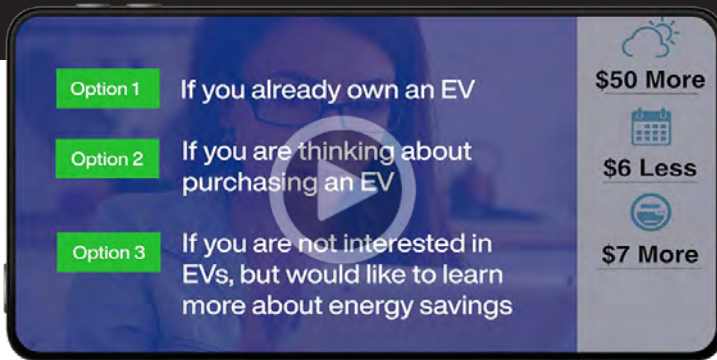 Option 1
If you already own an EV
Option 2
If you are thinking about
purchasing an EV
Option 3
If you are not interested in
EVs, but would like to learn
more about energy savings
$50 More
$6 Less
$7 More